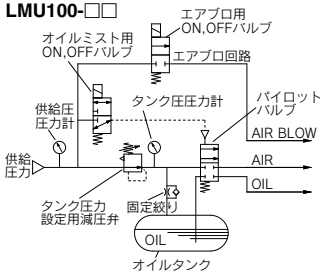 LMU100-□□
エアブロ用
ON,OFFバルブ
オイルミスト用
ON,OFFバルブ
エアブロ回路
供給圧
圧力計
タンク圧圧力計
パイロット
バルブ
AIR BLOW
供給
圧力
AIR
OIL
タンク圧力
設定用減圧弁
固定絞り
OIL
オイルタンク